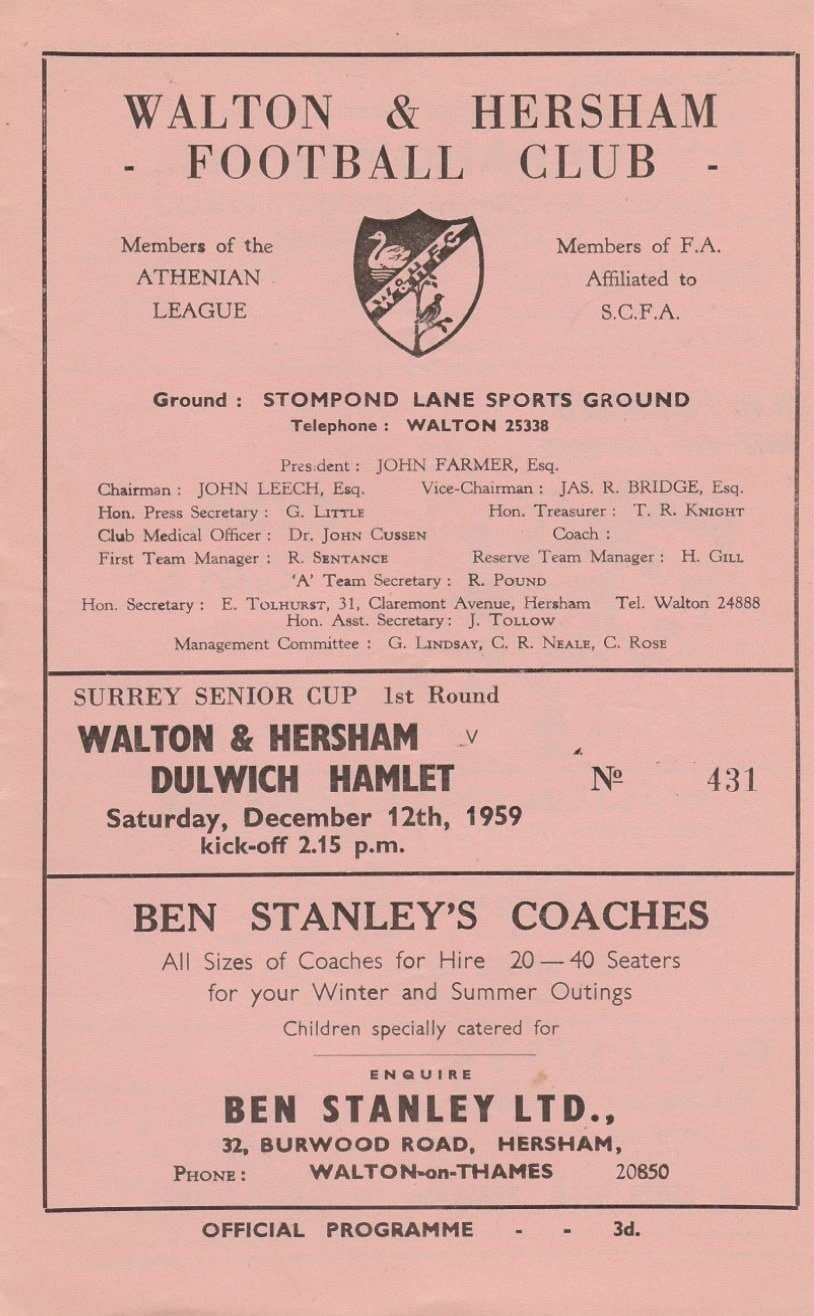 WALTON & HERSHAM
- FOOTBALL CLUB -
Members of the
ATHENIAN
LEAGUE
W & H F C
Members of F.A.
Affiliated to
S.C.F.A.
Ground : STOMPOND LANE SPORTS GROUND
Telephone : WALTON 25338
Pres.dent : JOHN FARMER, Esq.
Chairman : JOHN LEECH, Esq. Vice-Chairman : JAS. R. BRIDGE, Esq.
Hon. Press Secretary : G. LITTLE Hon. Treasurer : T. R. KNIGHT
Club Medical Officer : Dr. JOHN CUSSEN Coach :
First Team Manager : R. SENTANCE Reserve Team Manager : H. GILL
'A' Team Secretary : R. POUND
Hon. Secretary : E. TOLHURST, 31, Claremont Avenue, Hersham Tel. Walton 24888
Hon. Asst. Secretary : J. TOLLOW
Management Committee : G. LINDSAY, C. R. NEALE, C. ROSE
SURREY SENIOR CUP 1st Round
WALTON & HERSHAM v
DULWICH HAMLET
Saturday, December 12th, 1959
kick-off 2.15 p.m.
Nº 431
BEN STANLEY'S COACHES
All Sizes of Coaches for Hire 20 — 40 Seaters
for your Winter and Summer Outings
Children specially catered for
ENQUIRE
BEN STANLEY LTD.,
32, BURWOOD ROAD, HERSHAM,
PHONE : WALTON-on-THAMES 20850
OFFICIAL PROGRAMME - - 3d.